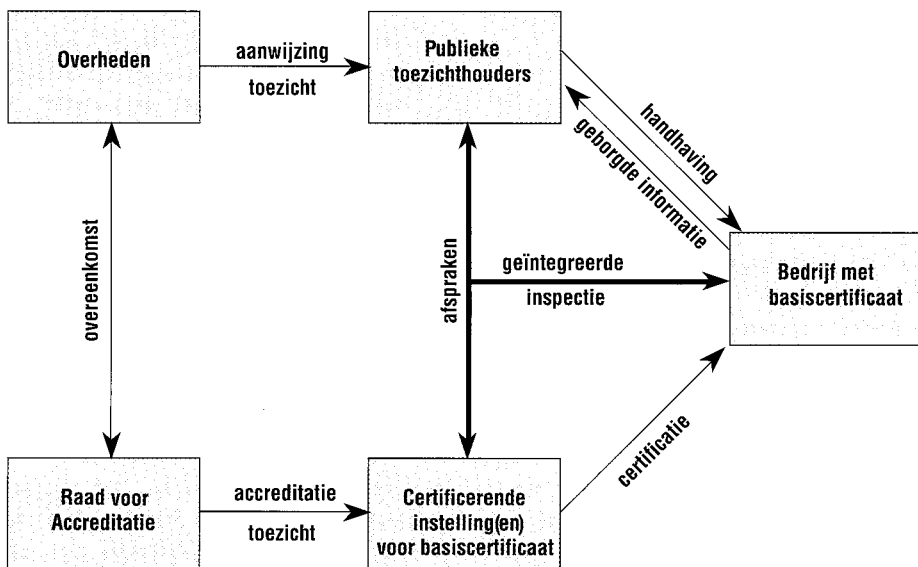 Overheden
aanwijzing
toezicht
Publieke
toezichthouders
handhaving
geborgde informatie
overeenkomst
afspraken
geïntegreerde
inspectie
Bedrijf met
basiscertificaat
certificatie
Raad voor
Accreditatie
accreditatie
toezicht
Certificerende
instelling(en)
voor basiscertificaat